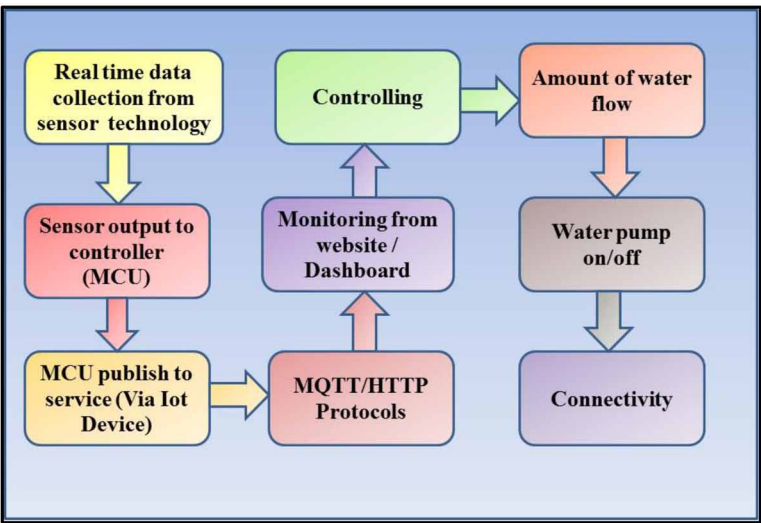 Real time data
collection from
sensor technology
Sensor output to
controller
(MCU)
MCU publish to
service (Via Iot
Device)
MQTT/HTTP
Protocols
Monitoring from
website /
Dashboard
Controlling
Amount of water
flow
Water pump
on/off
Connectivity